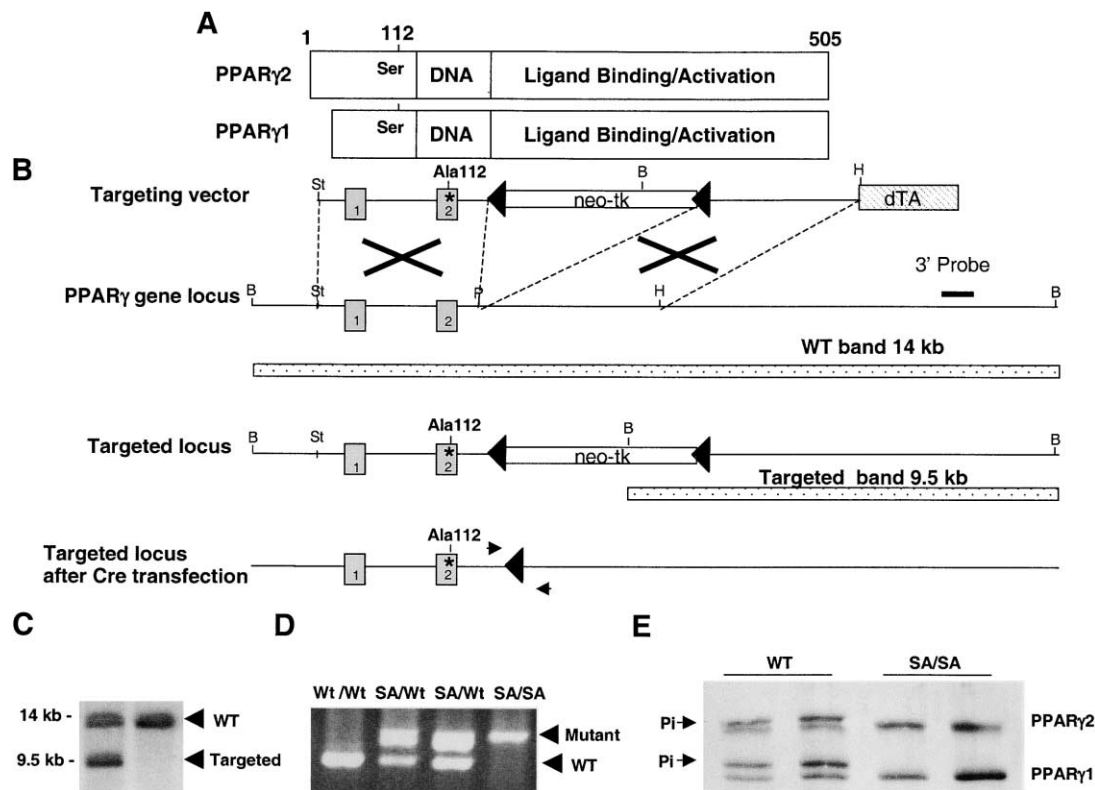 A
1 112 505
PPARγ2 Ser DNA Ligand Binding/Activation
PPARγ1 Ser DNA Ligand Binding/Activation
B
Targeting vector St 1 Ala112 * 2 neo-tk B H dTA
3' Probe
PPARγ gene locus B St 1 2 P H B
WT band 14 kb
Targeted locus B St 1 Ala112 * 2 neo-tk B B
Targeted band 9.5 kb
Ala112
Targeted locus
after Cre transfection 1 * 2
C
14 kb - WT
9.5 kb - Targeted
D
Wt/Wt SA/Wt SA/Wt SA/SA
Mutant
WT
E
WT SA/SA
Pi PPARγ2
Pi PPARγ1